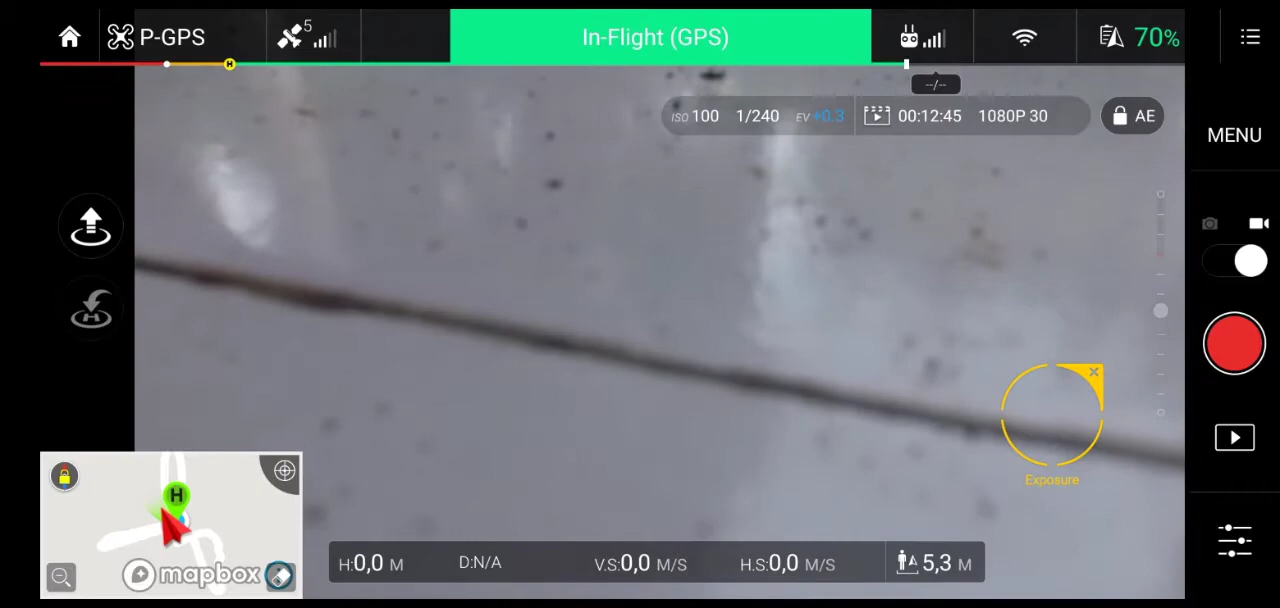 P-GPS
5
In-Flight (GPS)
70%
H
--/--
ISO 100 1/240 EV +0.3 00:12:45 1080P 30 AE
MENU
Exposure
H
mapbox
H:0,0 M D:N/A V.S:0,0 M/S H.S:0,0 M/S 5,3 M
H